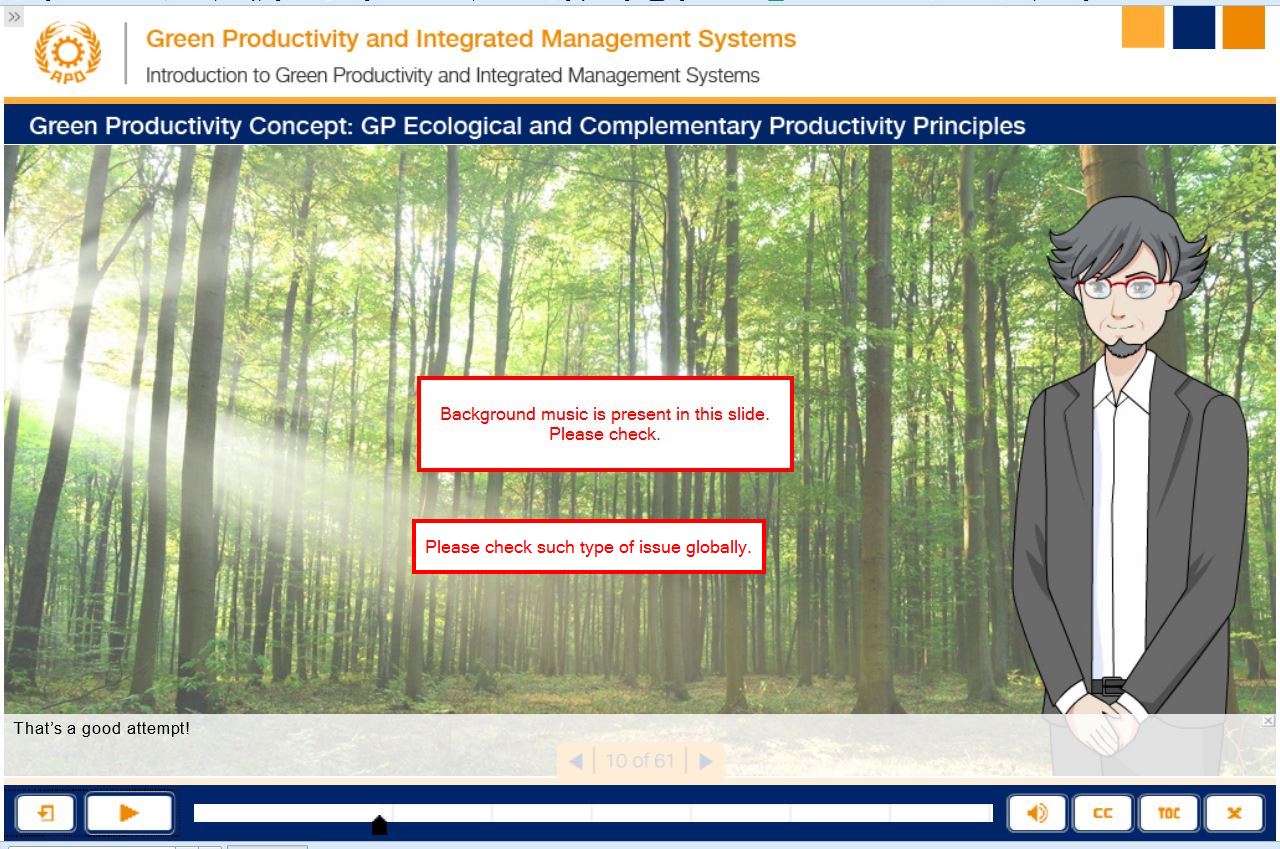 APO
Green Productivity and Integrated Management Systems
Introduction to Green Productivity and Integrated Management Systems
Green Productivity Concept: GP Ecological and Complementary Productivity Principles
Background music is present in this slide.
Please check.
Please check such type of issue globally.
That's a good attempt!
10 of 61
CC
TOC